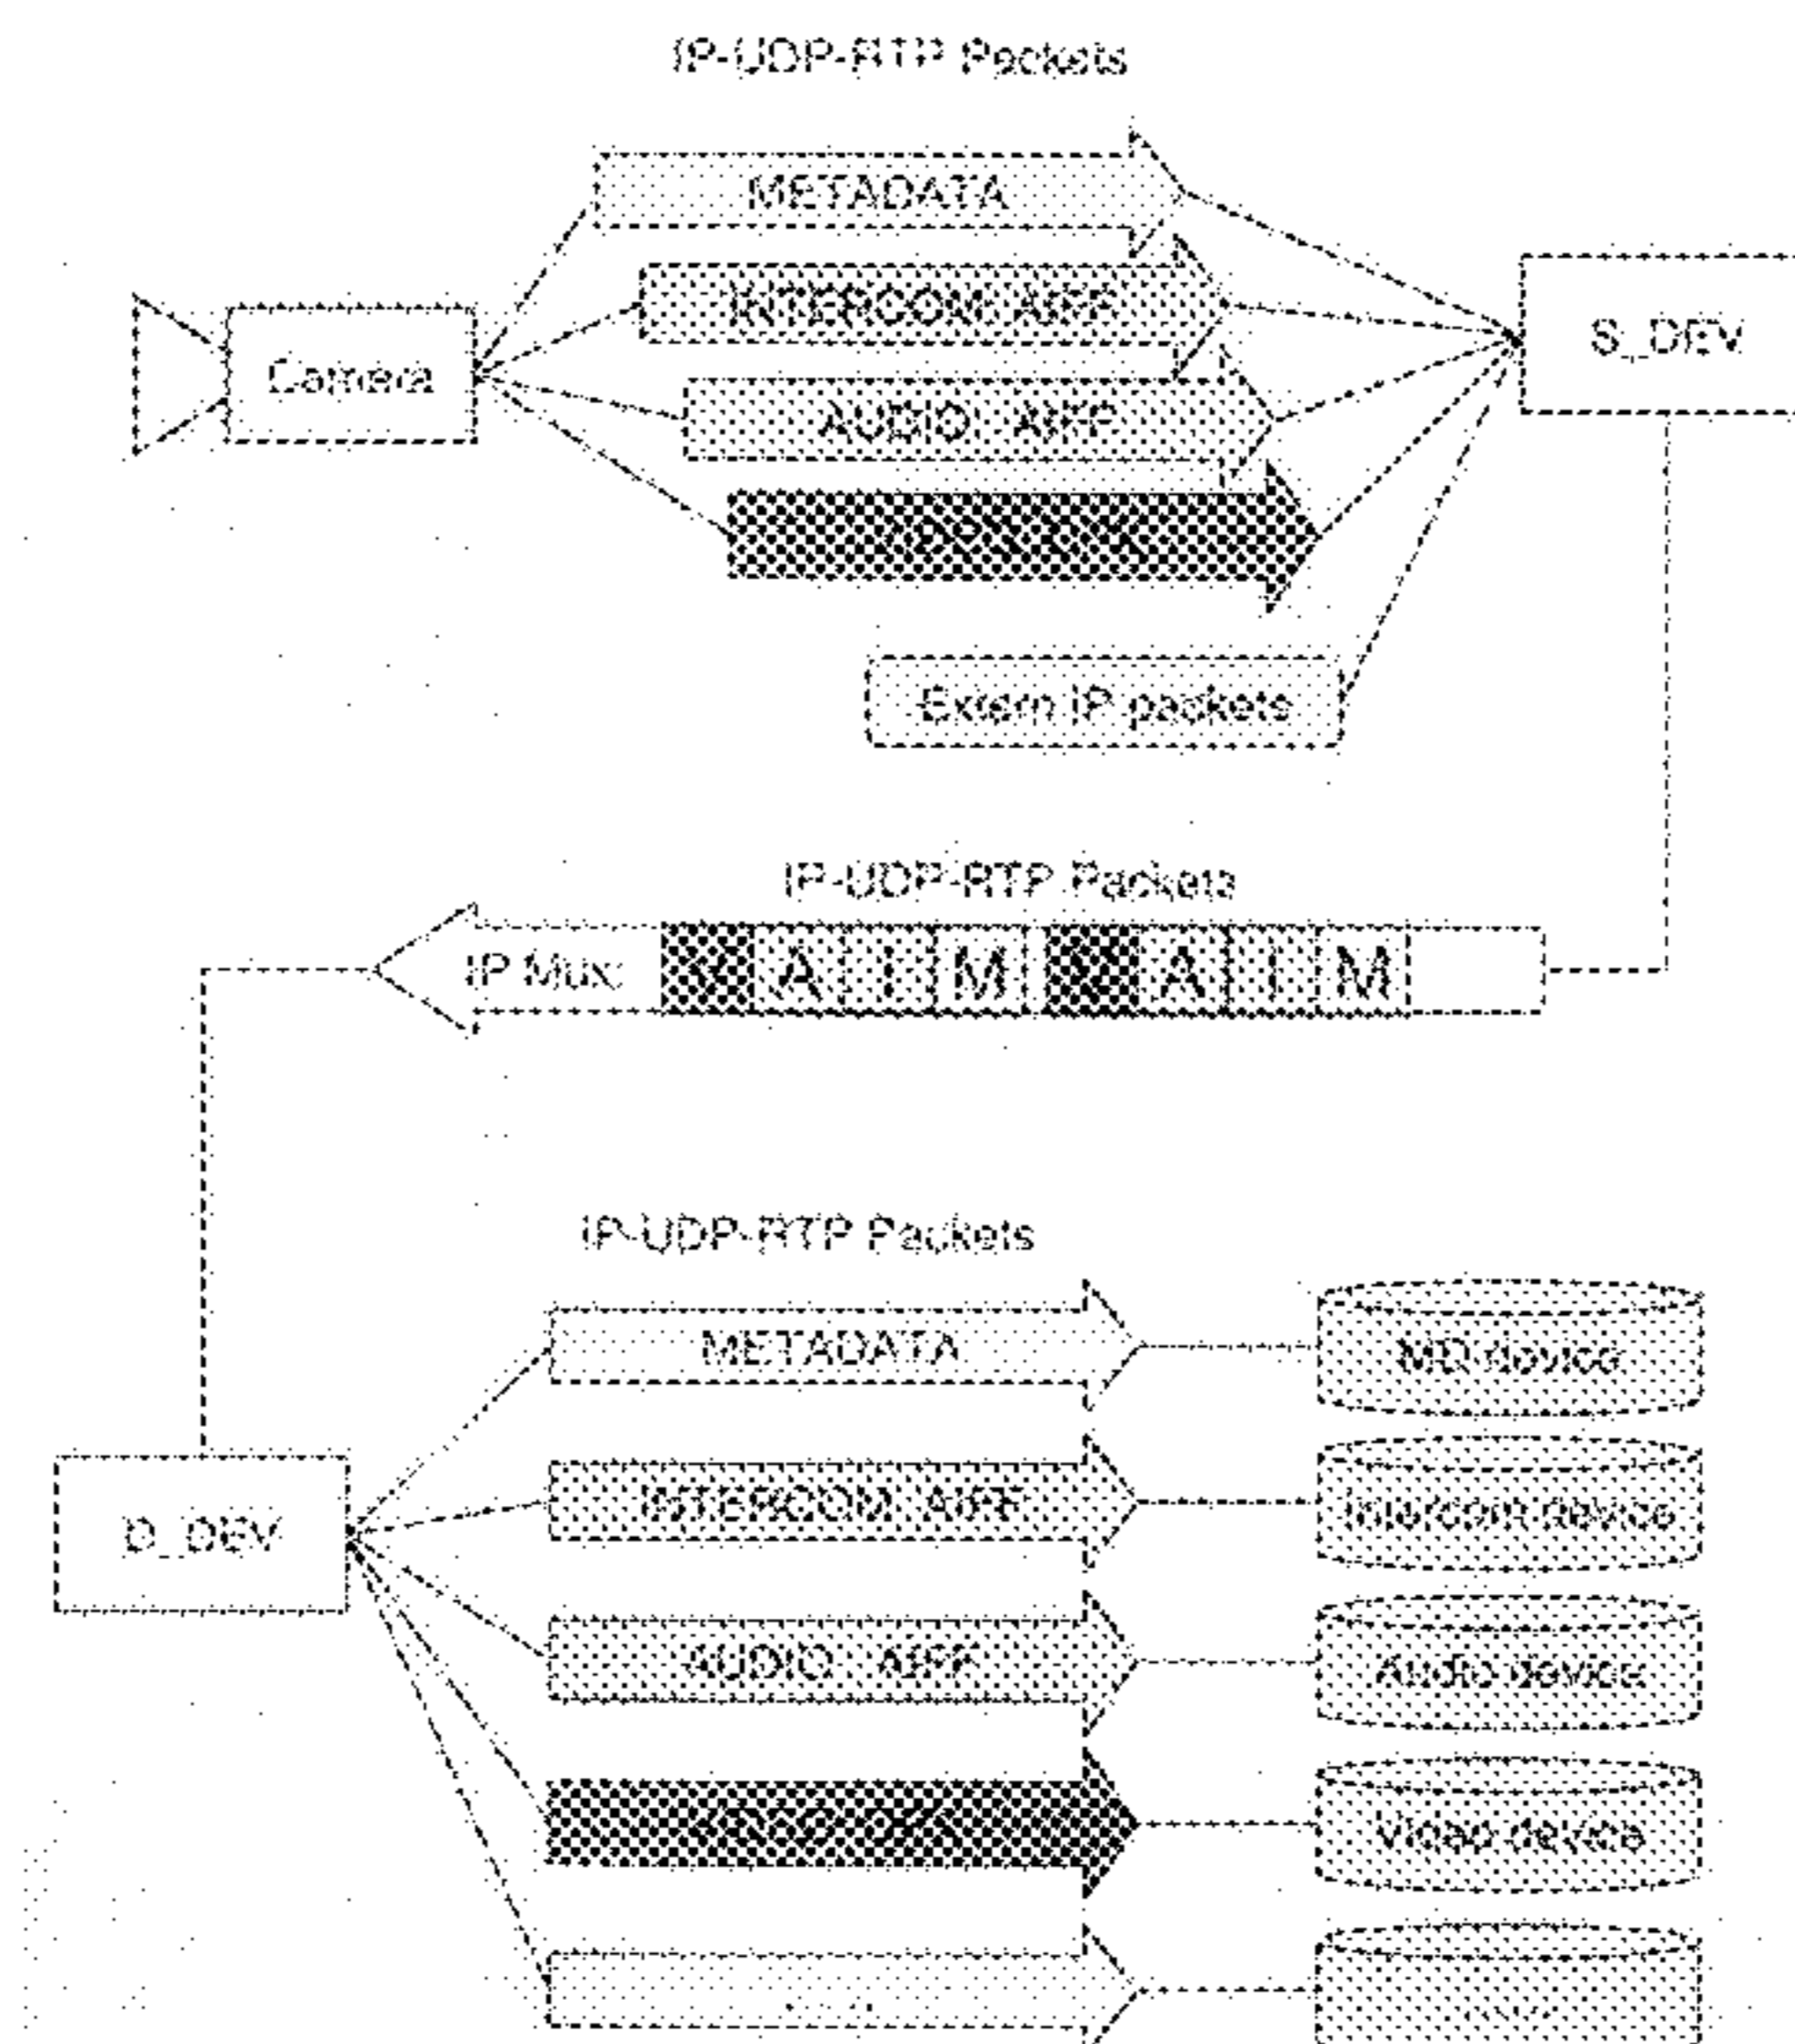 IP-UDP-RTP Packets
METADATA
INTERCOM: AIFF
Camera
S_DEV
AUDIO: AIFF
Extern IP packets
IP-UDP-RTP Packets
IP Mux:
A I M
A I M
IP-UDP-RTP Packets
METADATA
MD device
INTERCOM: AIFF
Intercom device
D_DEV
AUDIO: AIFF
Audio device
Video device